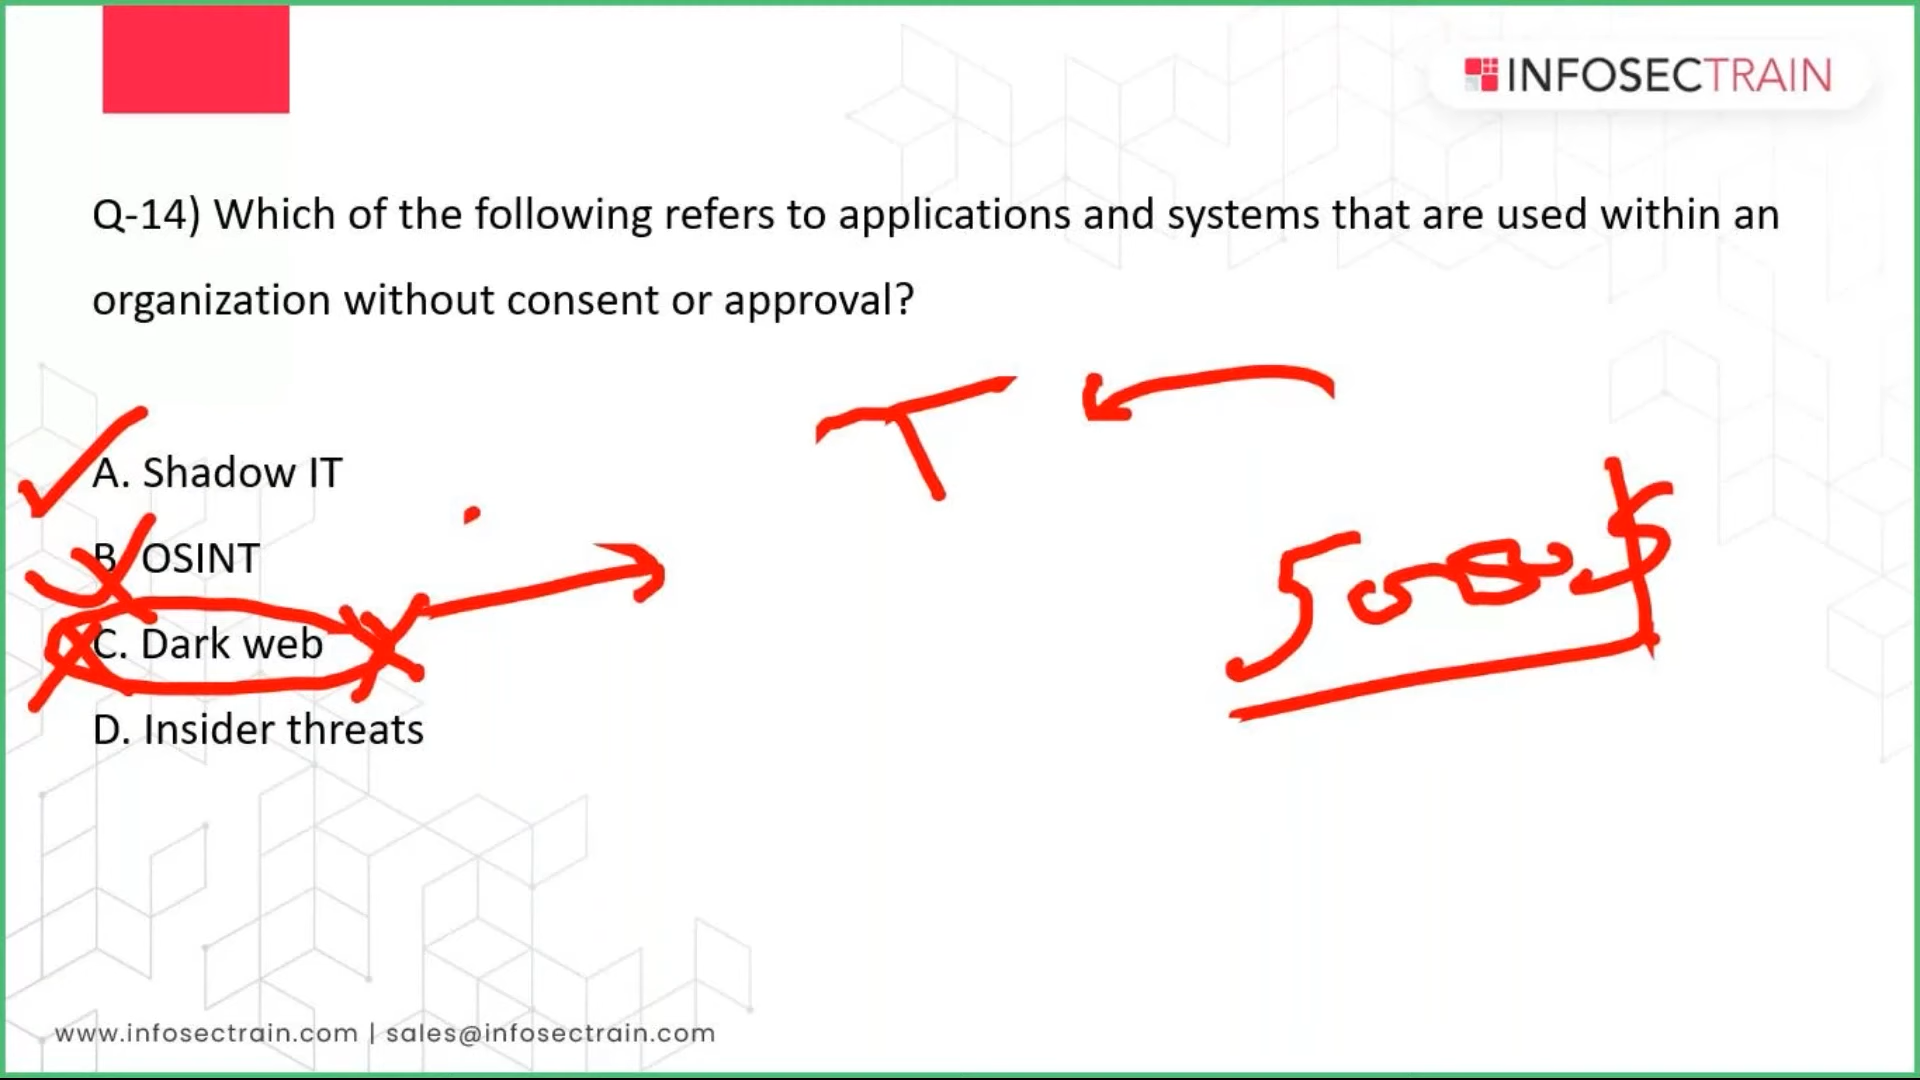 INFOSECTRAIN
Q-14) Which of the following refers to applications and systems that are used within an
organization without consent or approval?
T
A. Shadow IT
B. OSINT
C. Dark web
D. Insider threats
www.infosectrain.com | sales@infosectrain.com